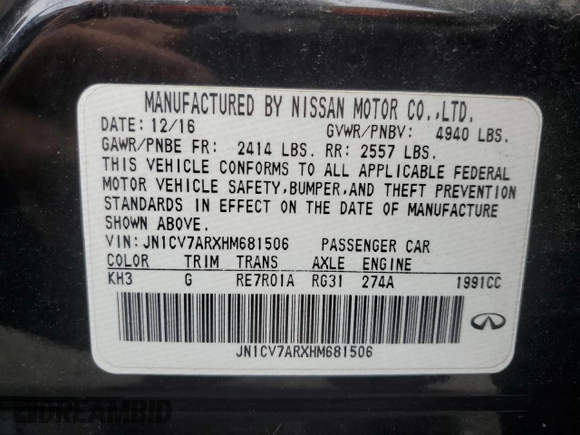 MANUFACTURED BY NISSAN MOTOR CO.,LTD.
DATE: 12/16 GVWR/PNBV: 4940 LBS.
GAWR/PNBE FR: 2414 LBS. RR: 2557 LBS.
THIS VEHICLE CONFORMS TO ALL APPLICABLE FEDERAL
MOTOR VEHICLE SAFETY,BUMPER,AND THEFT PREVENTION
STANDARDS IN EFFECT ON THE DATE OF MANUFACTURE
SHOWN ABOVE.
VIN: JN1CV7ARXHM681506 PASSENGER CAR
COLOR TRIM TRANS AXLE ENGINE
KH3 G RE7R01A RG31 274A 1991CC
JN1CV7ARXHM681506
DREAMBID